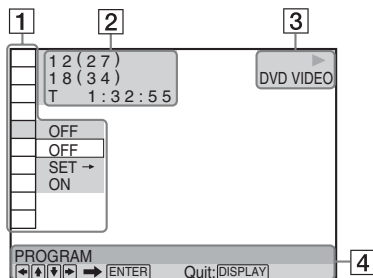 1 2 3
12(27)
18(34)
T 1:32:55
DVD VIDEO
OFF
OFF
SET →
ON
PROGRAM
ENTER Quit: DISPLAY
4